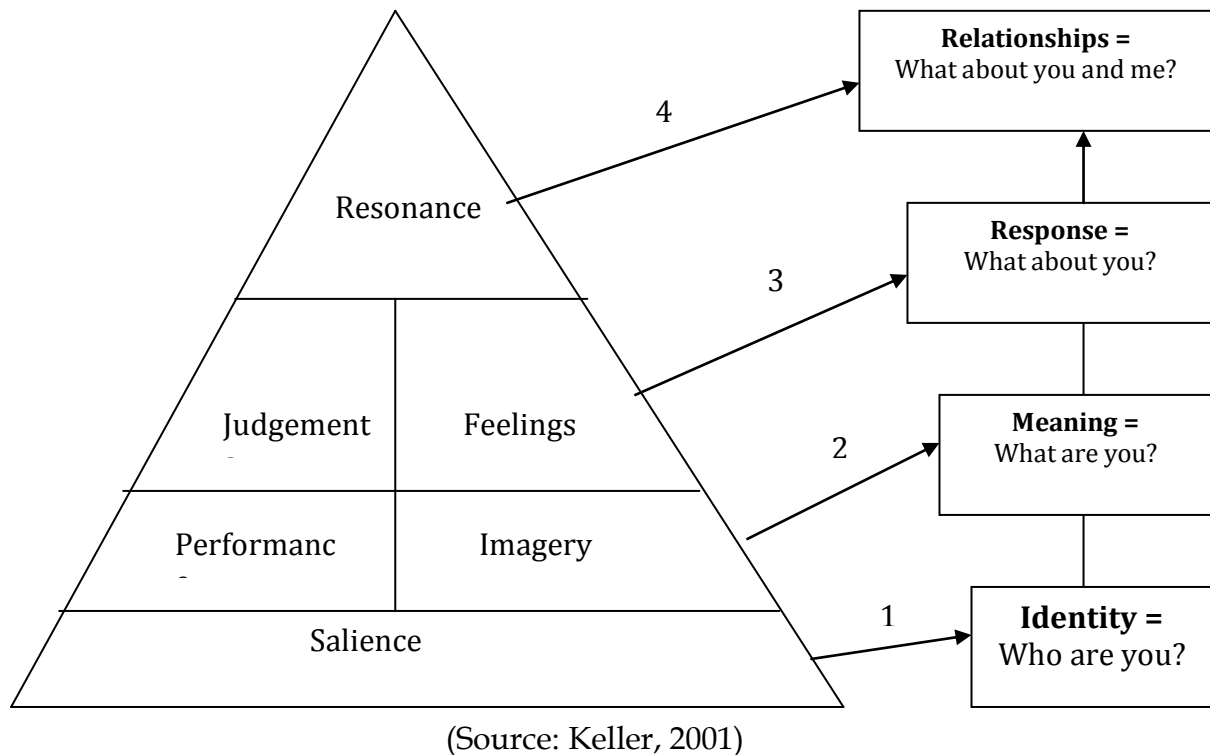 Relationships =
What about you and me?
4
Resonance
Response =
What about you?
3
Judgement
Feelings
Meaning =
What are you?
2
Performanc
Imagery
1
Identity =
Who are you?
Salience
(Source: Keller, 2001)